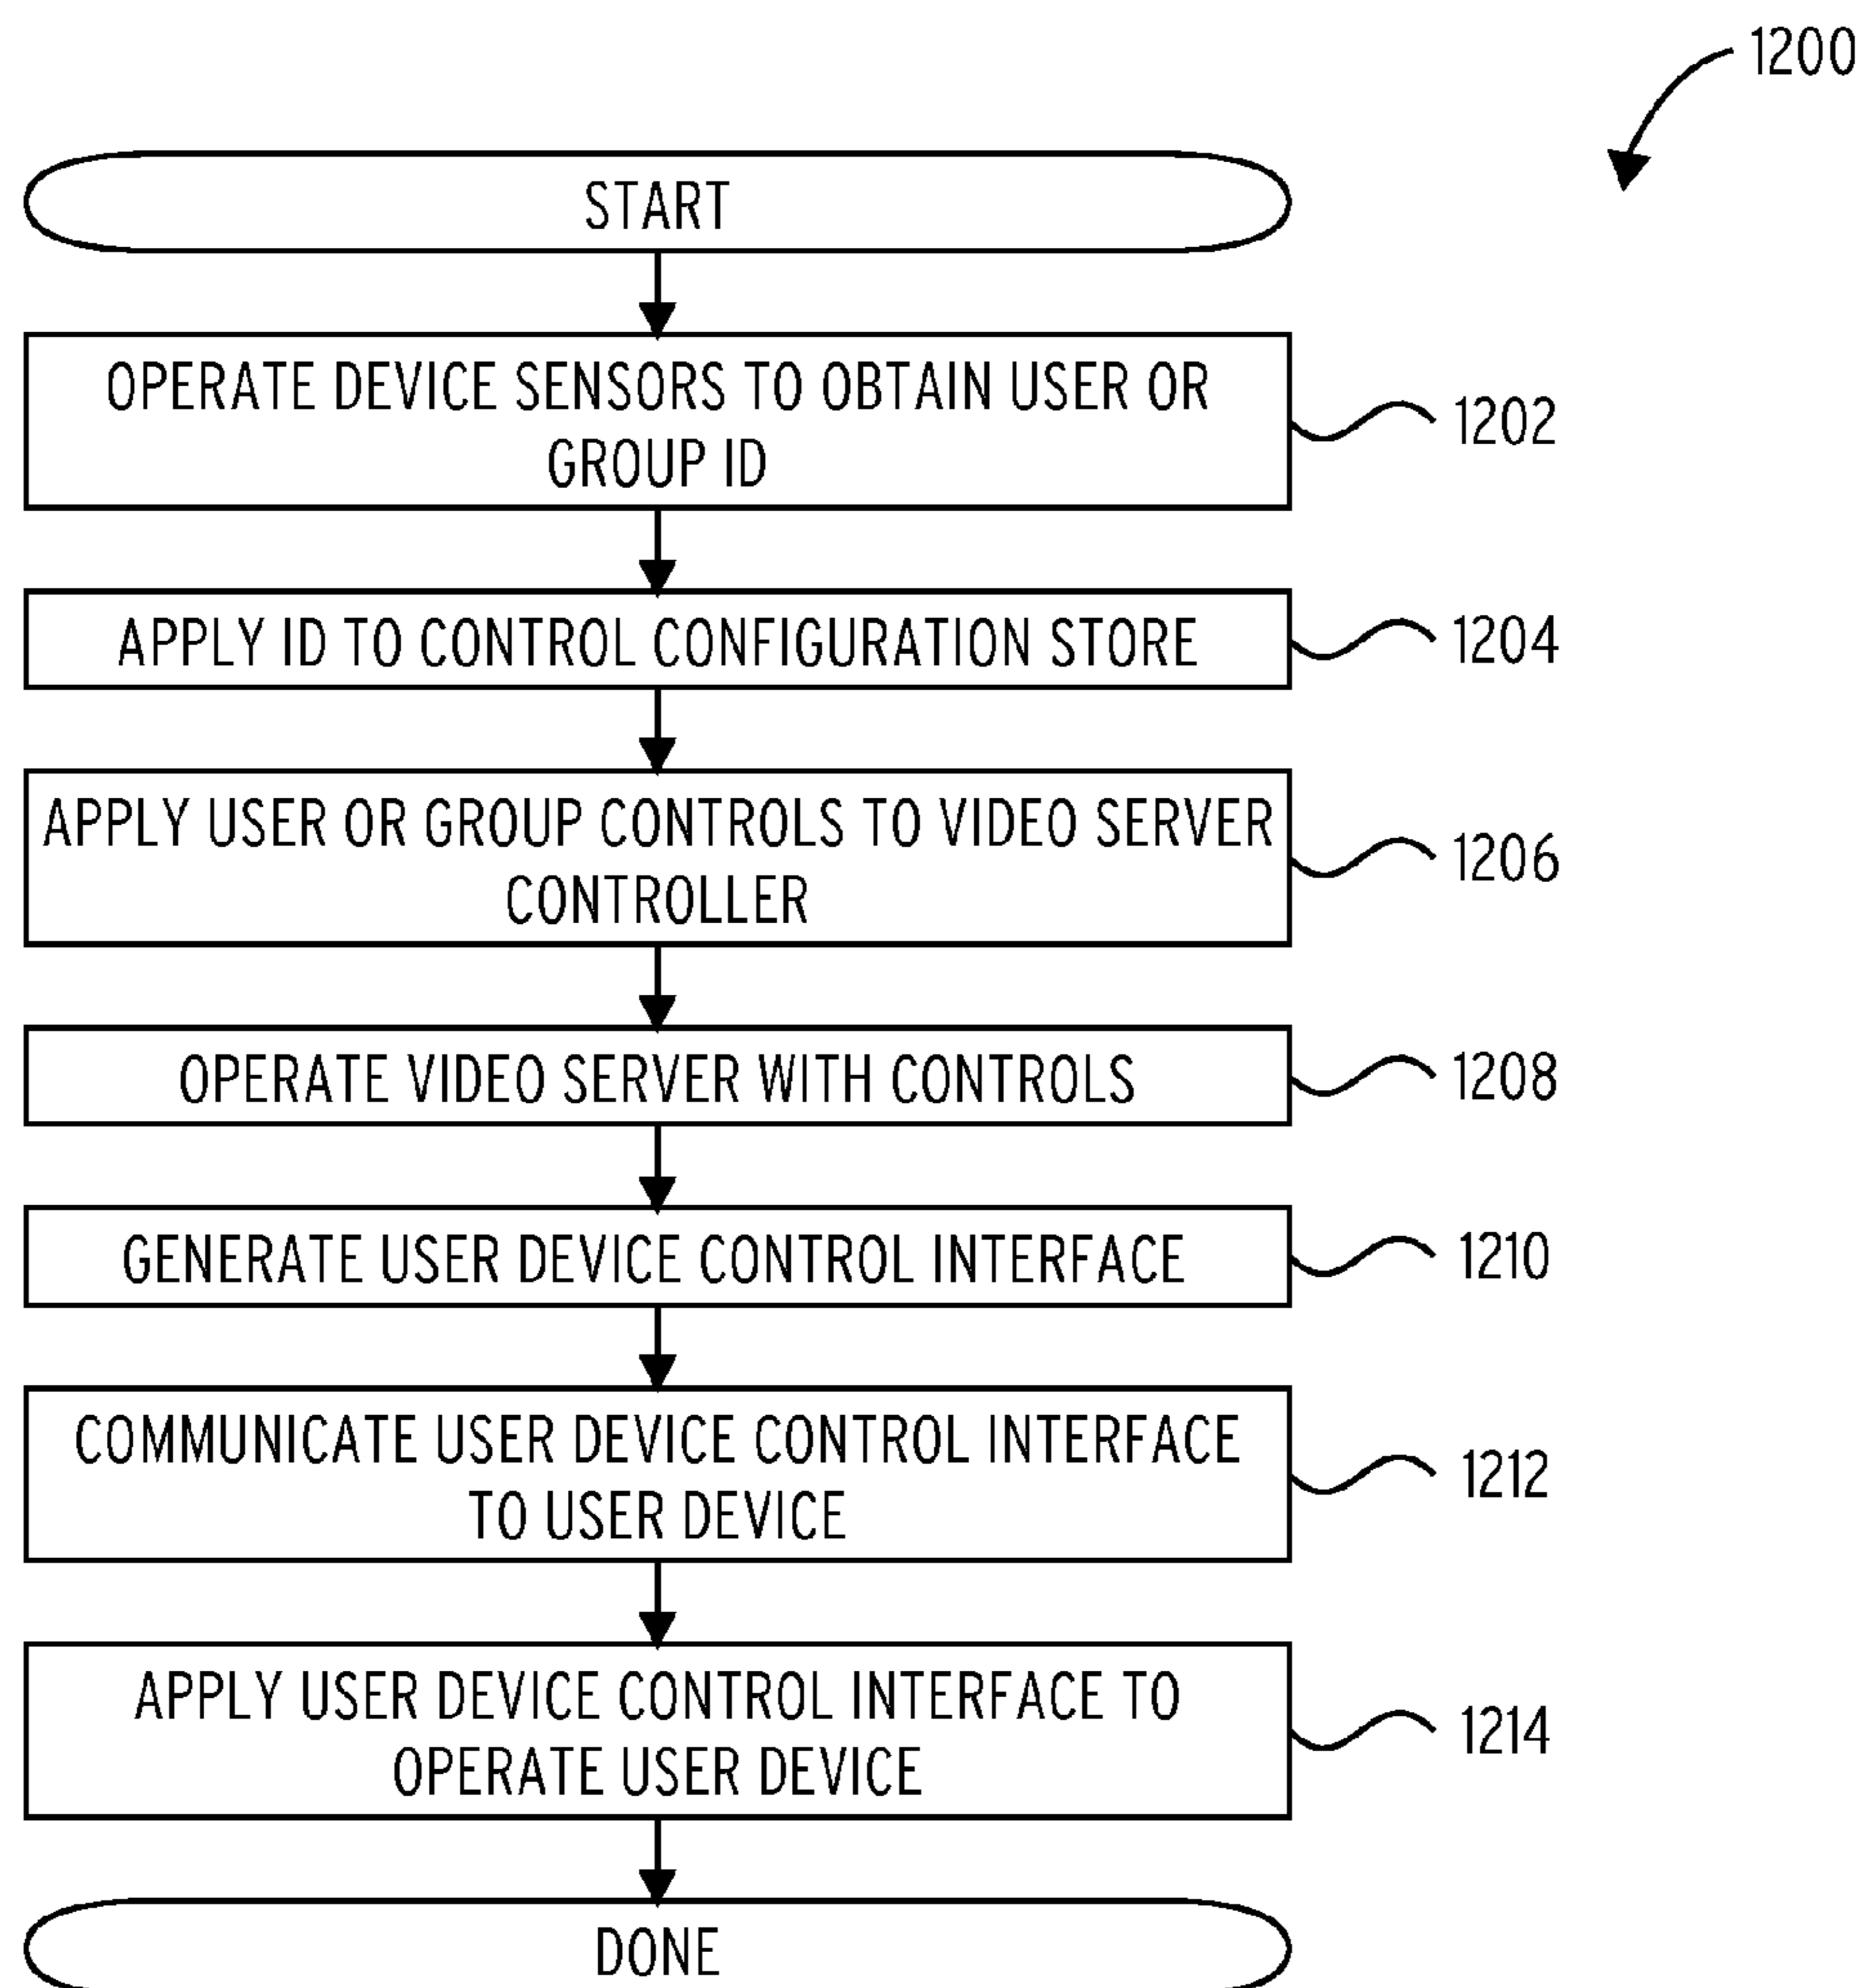 1200
START
OPERATE DEVICE SENSORS TO OBTAIN USER OR
GROUP ID
1202
APPLY ID TO CONTROL CONFIGURATION STORE
1204
APPLY USER OR GROUP CONTROLS TO VIDEO SERVER
CONTROLLER
1206
OPERATE VIDEO SERVER WITH CONTROLS
1208
GENERATE USER DEVICE CONTROL INTERFACE
1210
COMMUNICATE USER DEVICE CONTROL INTERFACE
TO USER DEVICE
1212
APPLY USER DEVICE CONTROL INTERFACE TO
OPERATE USER DEVICE
1214
DONE